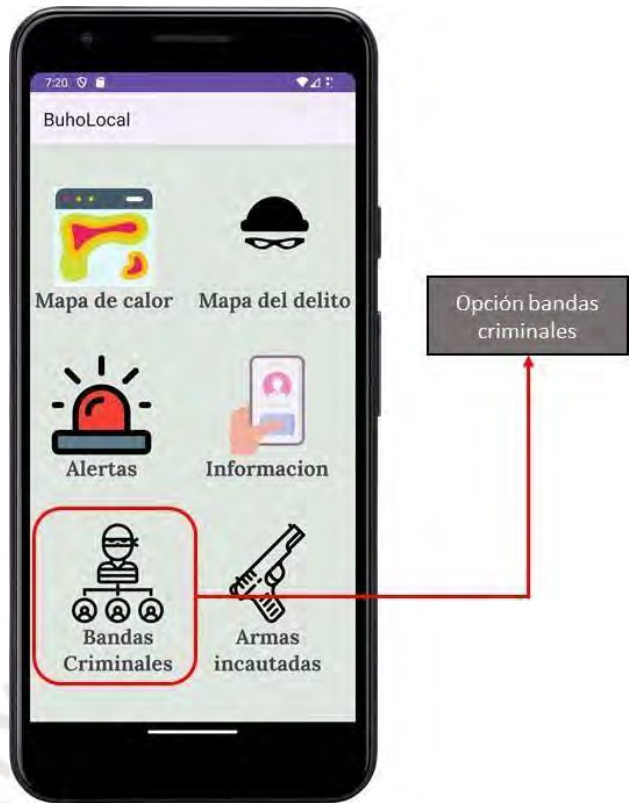 7:20
BuhoLocal
Mapa de calor
Mapa del delito
Alertas
Informacion
Bandas
Criminales
Armas
incautadas
Opción bandas
criminales